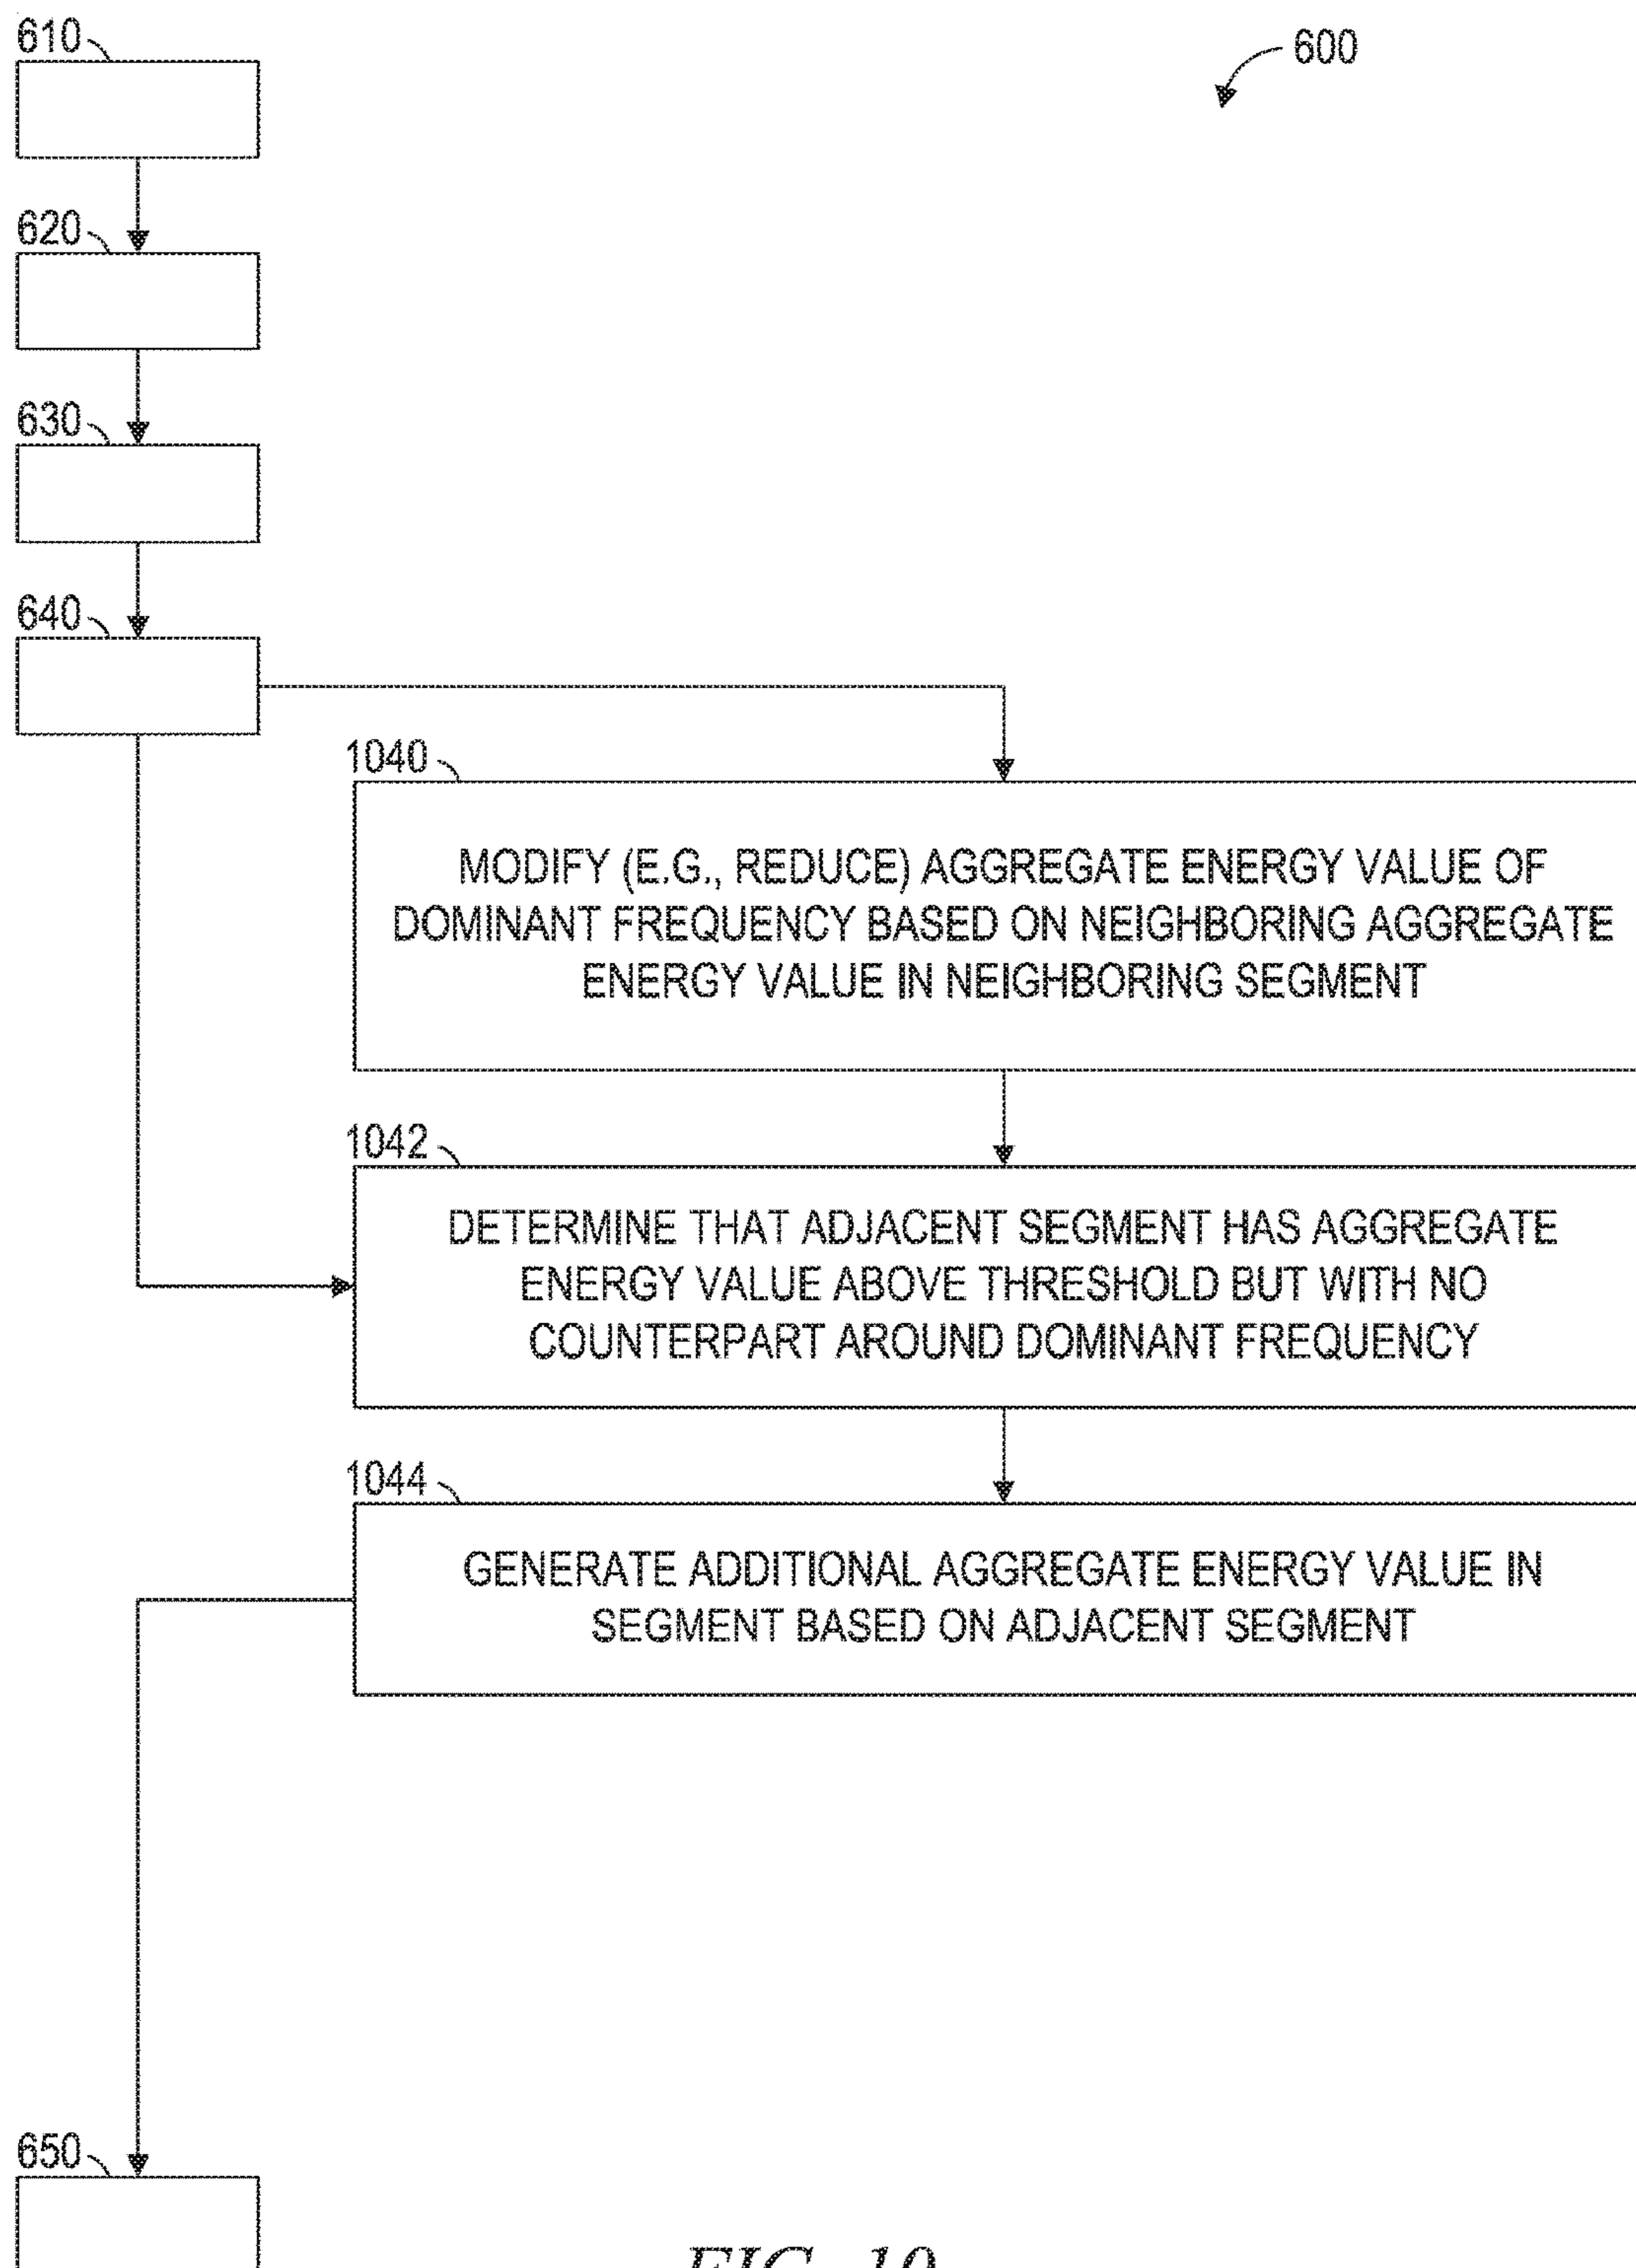 610
600
620
630
640
1040
MODIFY (E.G., REDUCE) AGGREGATE ENERGY VALUE OF
DOMINANT FREQUENCY BASED ON NEIGHBORING AGGREGATE
ENERGY VALUE IN NEIGHBORING SEGMENT
1042
DETERMINE THAT ADJACENT SEGMENT HAS AGGREGATE
ENERGY VALUE ABOVE THRESHOLD BUT WITH NO
COUNTERPART AROUND DOMINANT FREQUENCY
1044
GENERATE ADDITIONAL AGGREGATE ENERGY VALUE IN
SEGMENT BASED ON ADJACENT SEGMENT
650
FIG. 10